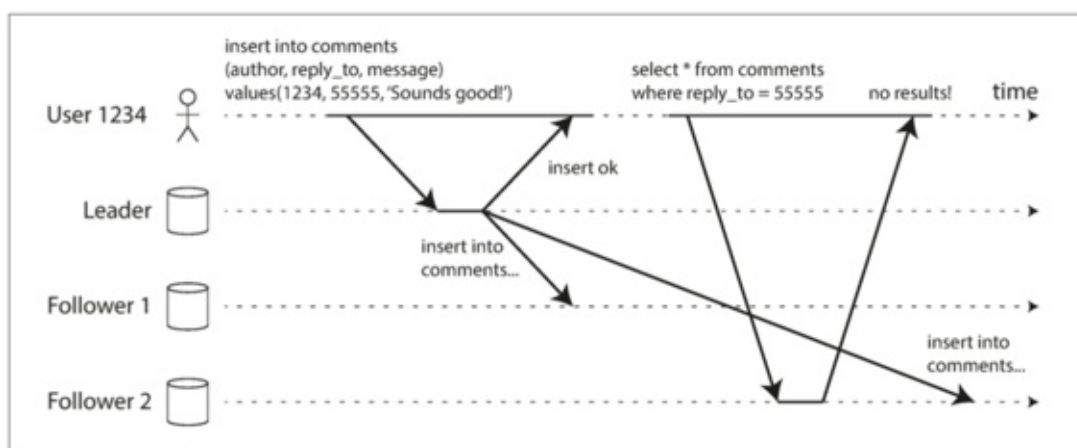 insert into comments
(author, reply_to, message)
values(1234, 55555, ‘Sounds good!’)
select * from comments
where reply_to = 55555
no results!
time
User 1234
insert ok
Leader
insert into
comments...
Follower 1
insert into
comments...
Follower 2